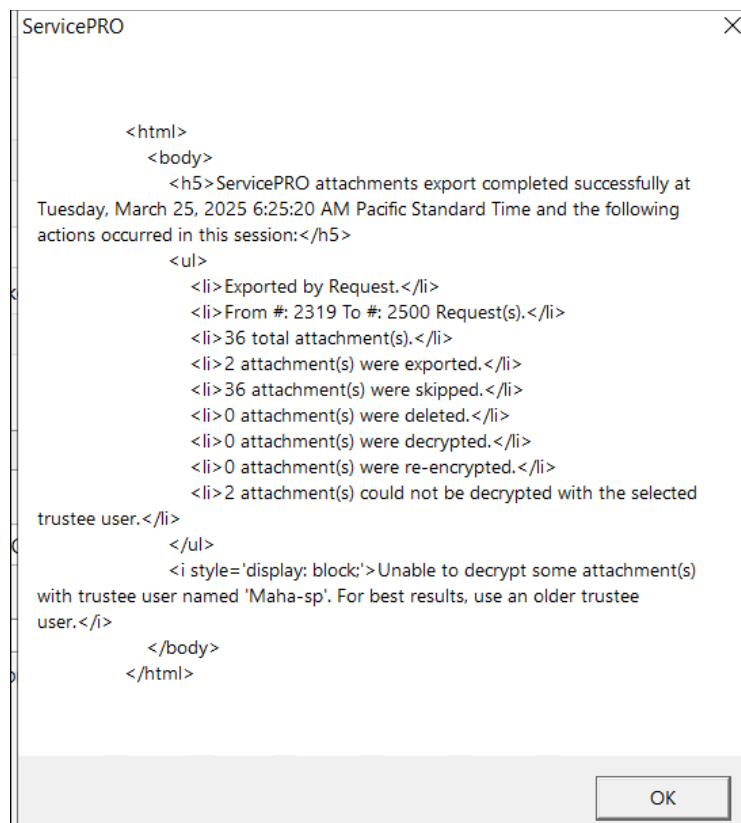 ServicePRO
<html>
<body>
<h5>ServicePRO attachments export completed successfully at
Tuesday, March 25, 2025 6:25:20 AM Pacific Standard Time and the following
actions occurred in this session:</h5>
<ul>
<li>Exported by Request.</li>
<li>From #: 2319 To #: 2500 Request(s).</li>
<li>36 total attachment(s).</li>
<li>2 attachment(s) were exported.</li>
<li>36 attachment(s) were skipped.</li>
<li>0 attachment(s) were deleted.</li>
<li>0 attachment(s) were decrypted.</li>
<li>0 attachment(s) were re-encrypted.</li>
<li>2 attachment(s) could not be decrypted with the selected
trustee user.</li>
</ul>
<i style='display: block;'>Unable to decrypt some attachment(s)
with trustee user named 'Maha-sp'. For best results, use an older trustee
user.</i>
</body>
</html>
OK